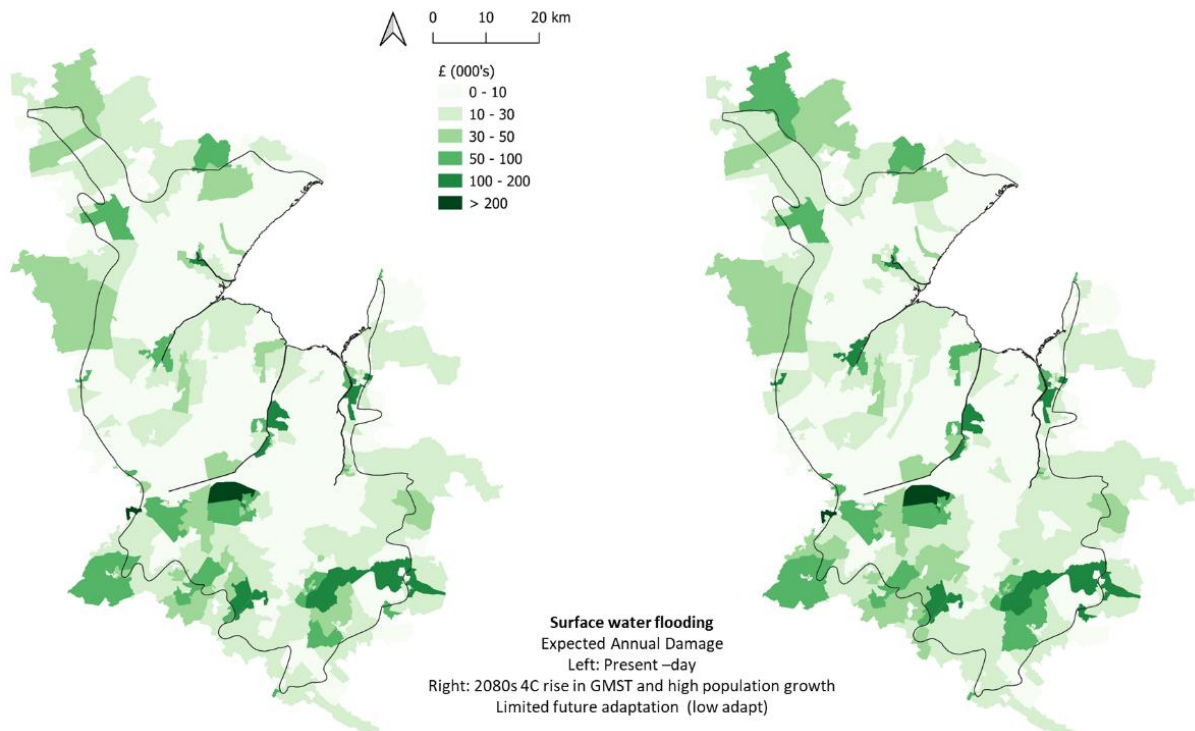 0 10 20 km
£ (000's)
0 - 10
10 - 30
30 - 50
50 - 100
100 - 200
> 200
Surface water flooding
Expected Annual Damage
Left: Present –day
Right: 2080s 4C rise in GMST and high population growth
Limited future adaptation (low adapt)